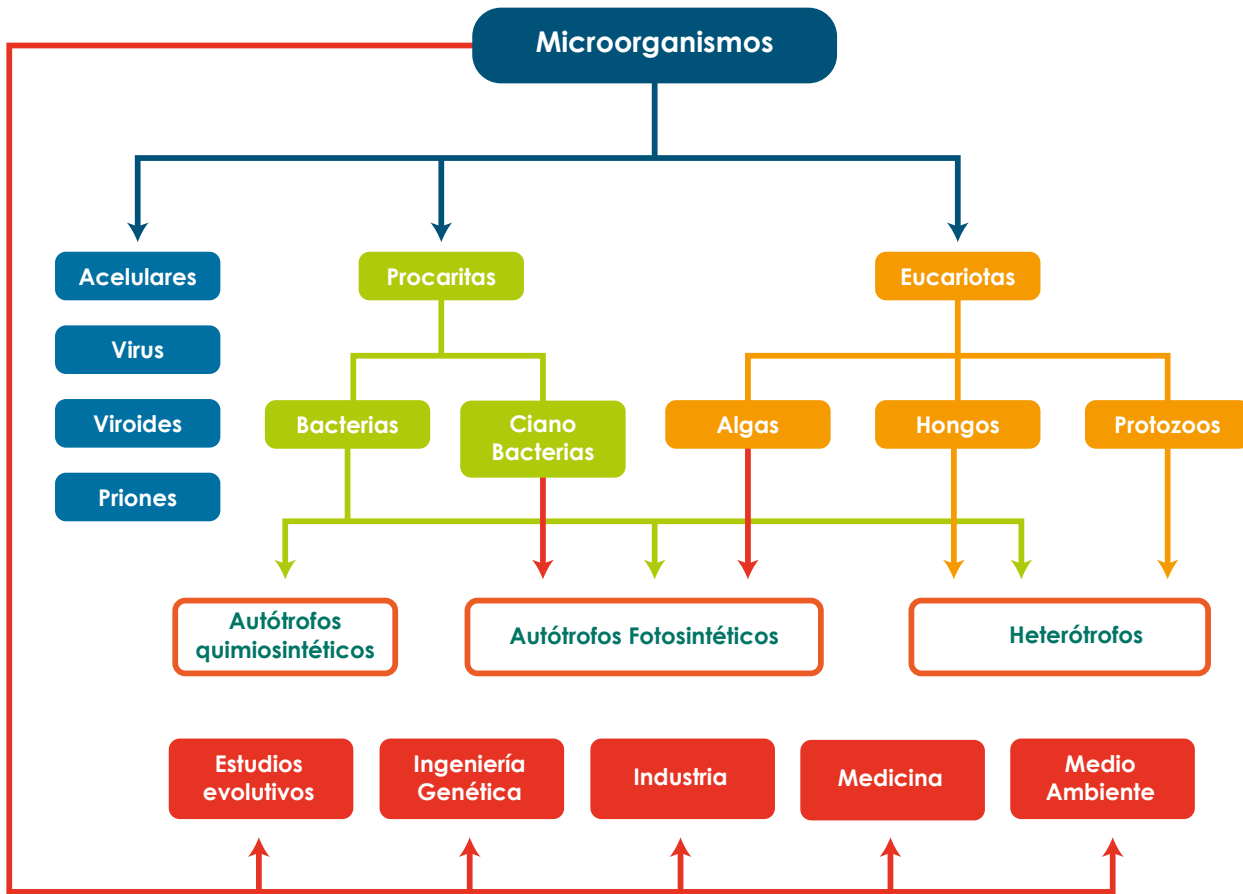 Microorganismos
Acelulares
Procaritas
Eucariotas
Virus
Viroides
Priones
Bacterias
Ciano
Bacterias
Algas
Hongos
Protozoos
Autótrofos
quimiosintéticos
Autótrofos Fotosintéticos
Heterótrofos
Estudios
evolutivos
Ingeniería
Genética
Industria
Medicina
Medio
Ambiente